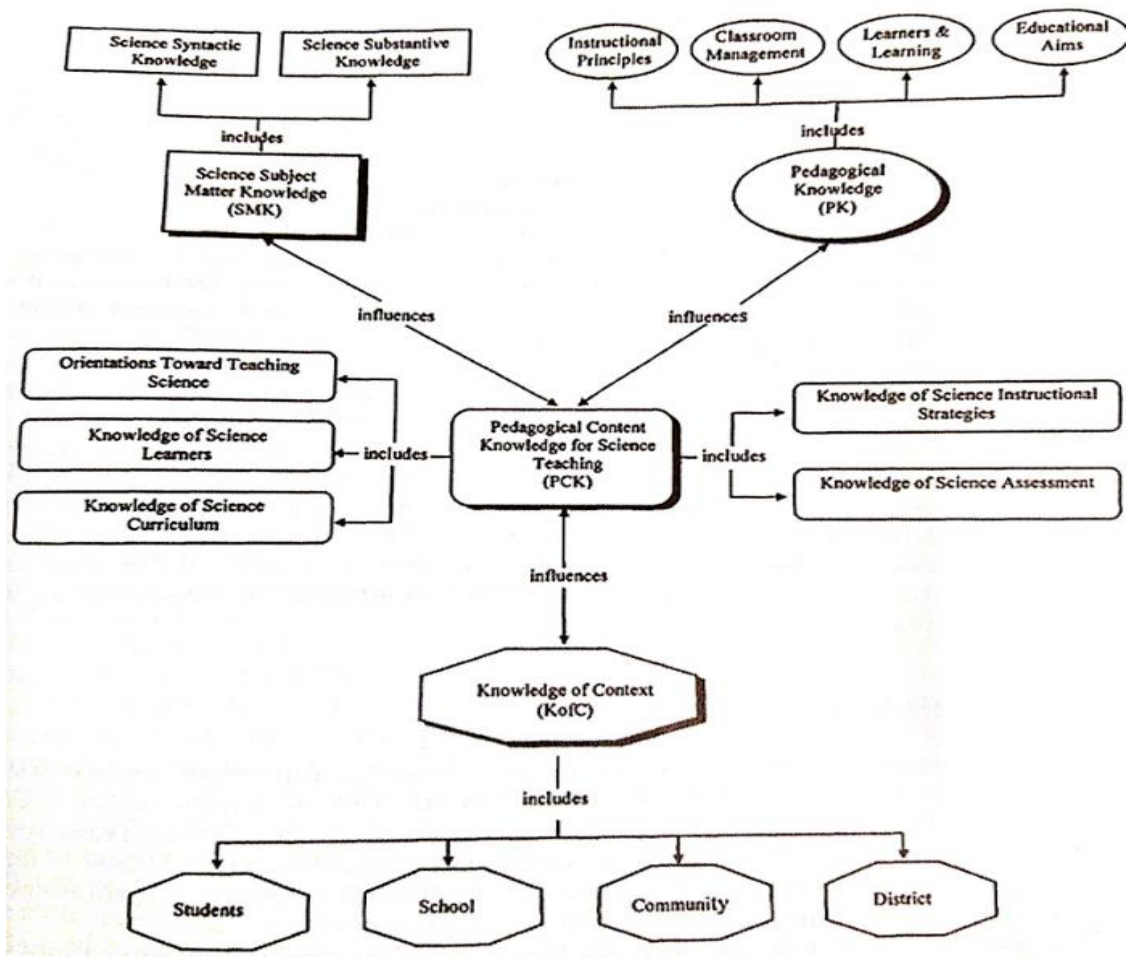 Science Syntactic
Knowledge
Science Substantive
Knowledge
Instructional
Principles
Classroom
Management
Learners &
Learning
Educational
Aims
includes
includes
Science Subject
Matter Knowledge
(SMK)
Pedagogical
Knowledge
(PK)
influences
influences
Orientations Toward Teaching
Science
Knowledge of Science
Learners
Knowledge of Science
Curriculum
includes
Pedagogical Content
Knowledge for Science
Teaching
(PCK)
includes
Knowledge of Science Instructional
Strategies
Knowledge of Science Assessment
influences
Knowledge of Context
(KofC)
includes
Students
School
Community
District